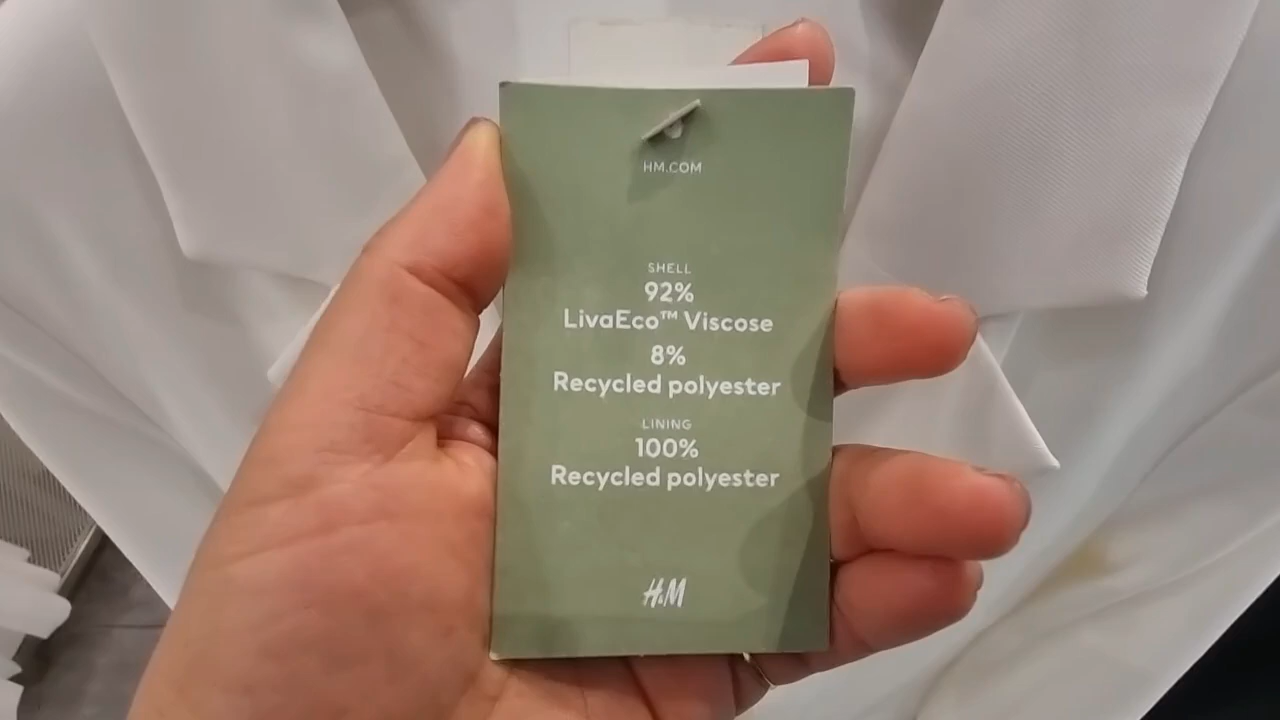 HM.COM
SHELL
92%
LivaEco™ Viscose
8%
Recycled polyester
LINING
100%
Recycled polyester
H&M